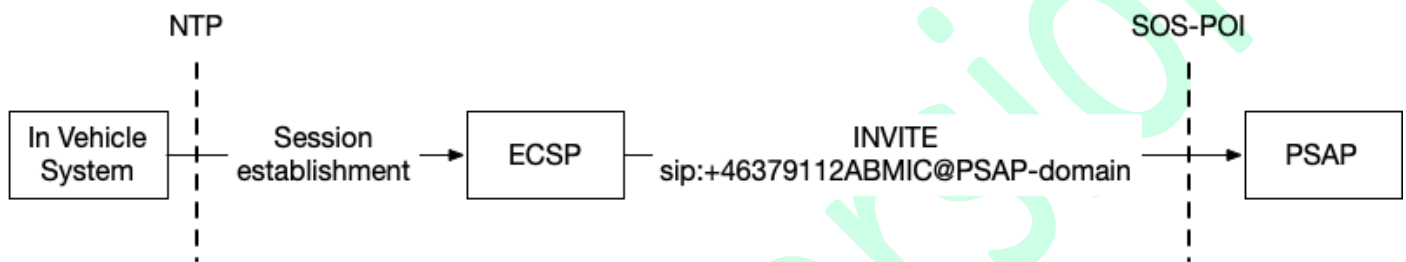 NTP
SOS-POI
In Vehicle
System
Session
establishment
ECSP
INVITE
sip:+46379112ABMIC@PSAP-domain
PSAP